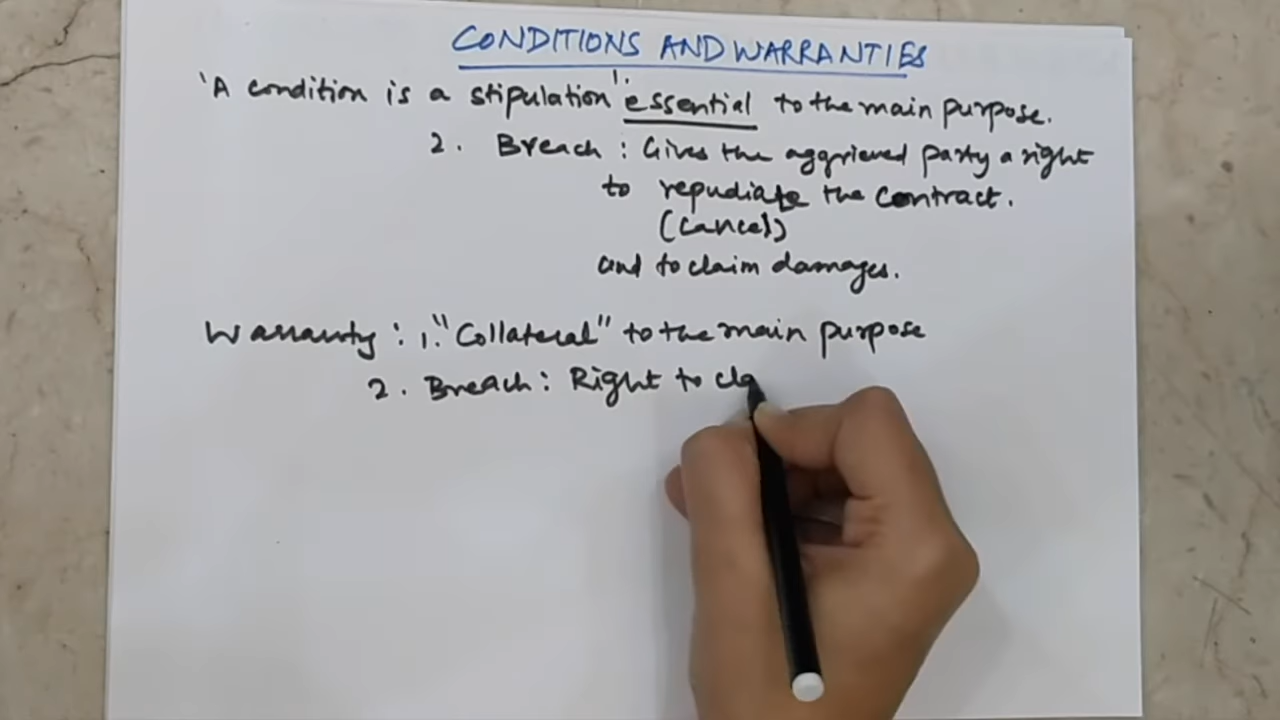 CONDITIONS AND WARRANTIES
'A condition is a stipulation 1. essential to the main purpose.
2. Breach : Gives the aggrieved party a right
to repudiate the contract.
(Cancel)
and to claim damages.
Warranty : 1. "Collateral" to the main purpose
2. Breach : Right to cla